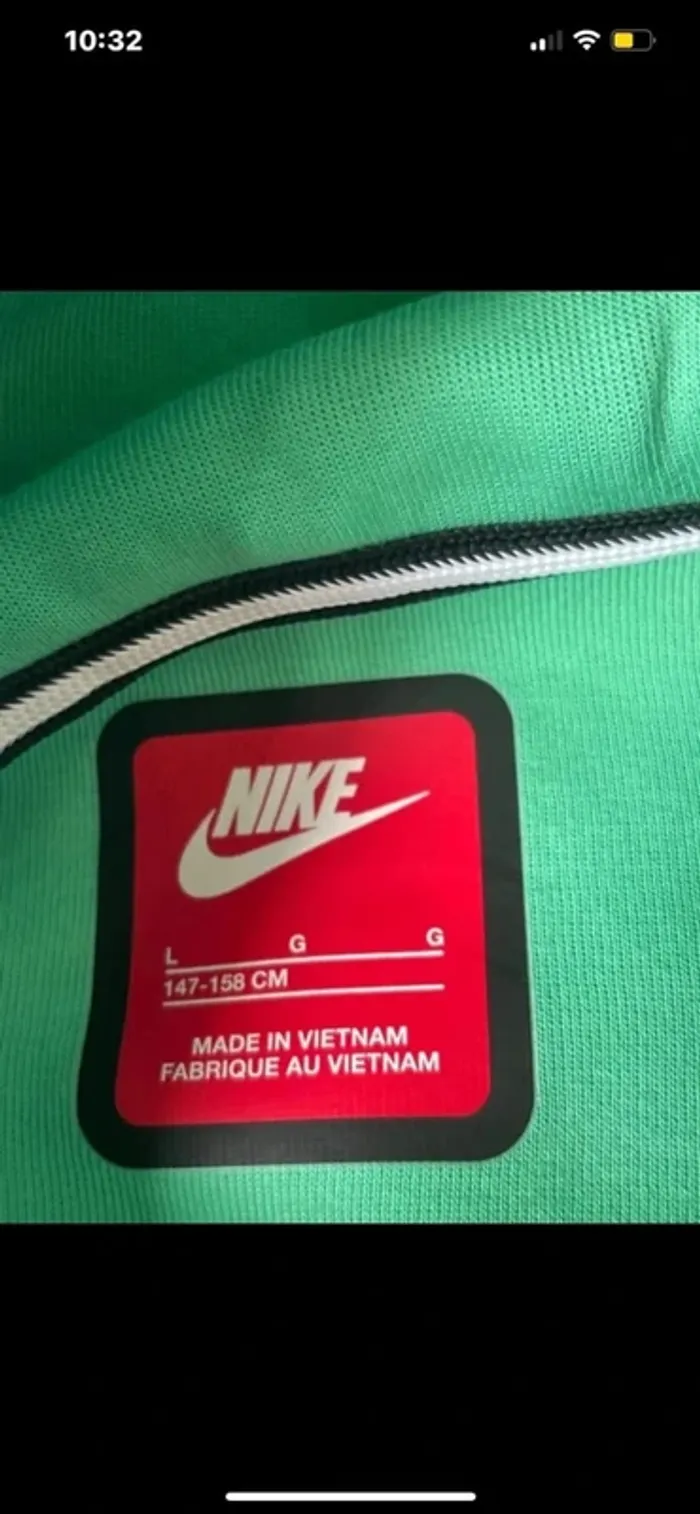 10:32
NIKE
L G G
147-158 CM
MADE IN VIETNAM
FABRIQUE AU VIETNAM